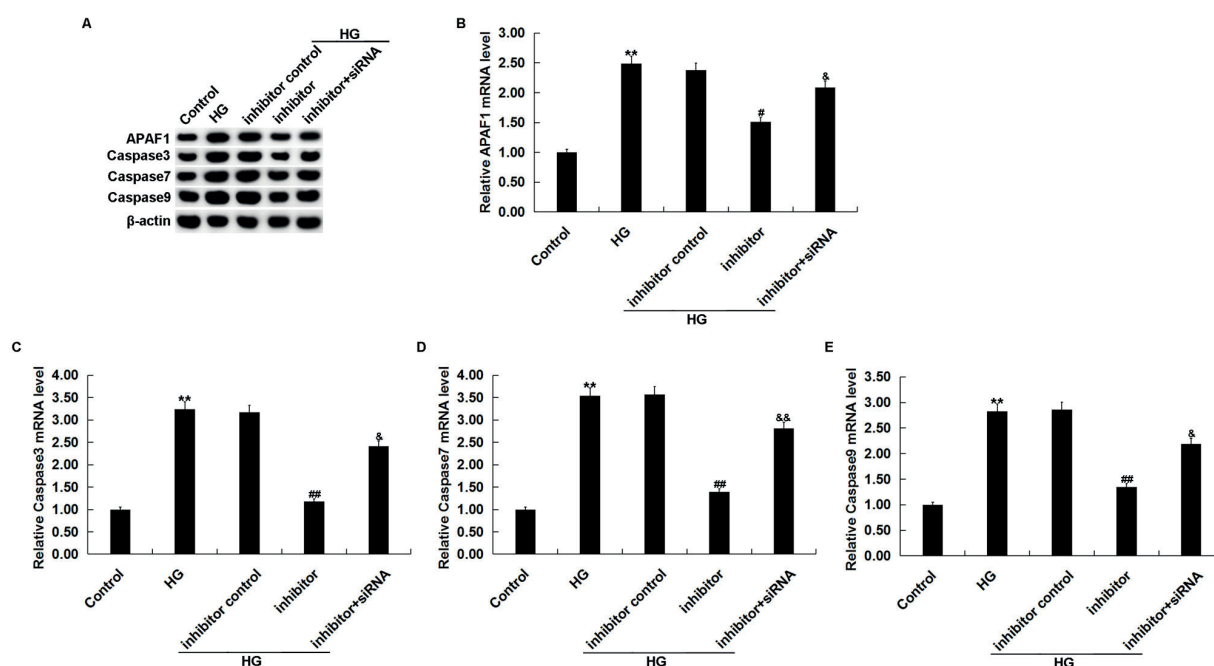 A
HG
Control
HG
inhibitor control
inhibitor
inhibitor+siRNA
APAF1
Caspase3
Caspase7
Caspase9
β-actin
B
Relative APAF1 mRNA level
3.00
2.50
2.00
1.50
1.00
0.50
0.00
**
#
&
Control
HG
inhibitor control
inhibitor
inhibitor+siRNA
HG
C
Relative Caspase3 mRNA level
4.00
3.50
3.00
2.50
2.00
1.50
1.00
0.50
0.00
**
##
&
Control
HG
inhibitor control
inhibitor
inhibitor+siRNA
HG
D
Relative Caspase7 mRNA level
4.00
3.50
3.00
2.50
2.00
1.50
1.00
0.50
0.00
**
##
&&
Control
HG
inhibitor control
inhibitor
inhibitor+siRNA
HG
E
Relative Caspase9 mRNA level
3.50
3.00
2.50
2.00
1.50
1.00
0.50
0.00
**
##
&
Control
HG
inhibitor control
inhibitor
inhibitor+siRNA
HG